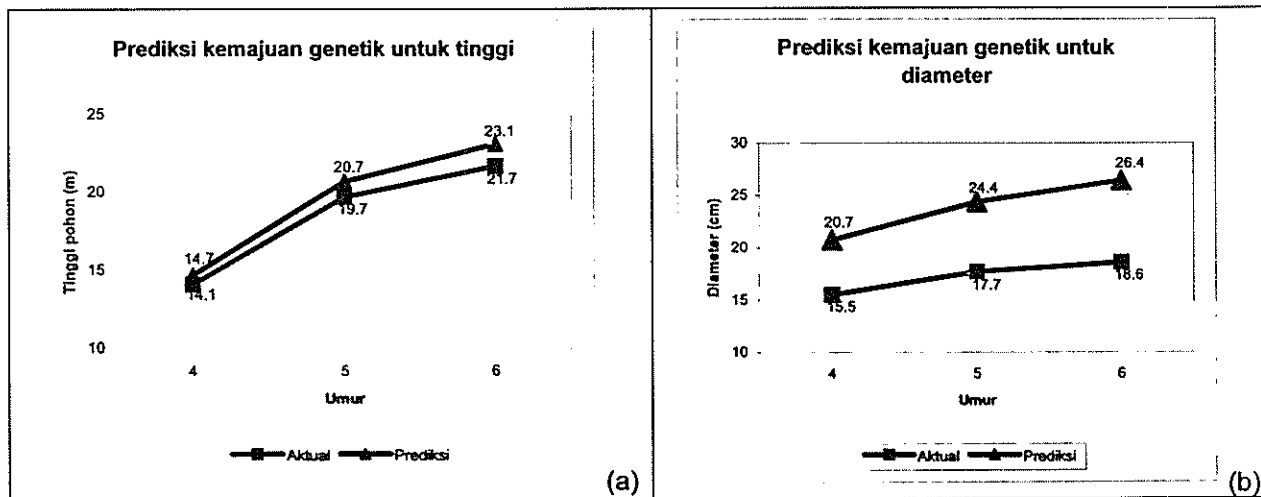 Prediksi kemajuan genetik untuk tinggi
25
23.1
20.7
20
21.7
19.7
Tinggi pohon (m)
15
14.7
14.1
10
4 5 6
Umur
Aktual Prediksi
(a)
Prediksi kemajuan genetik untuk
diameter
30
26.4
25
24.4
20.7
20
Diameter (cm)
18.6
17.7
15
15.5
10
4 5 6
Umur
Aktual Prediksi
(b)